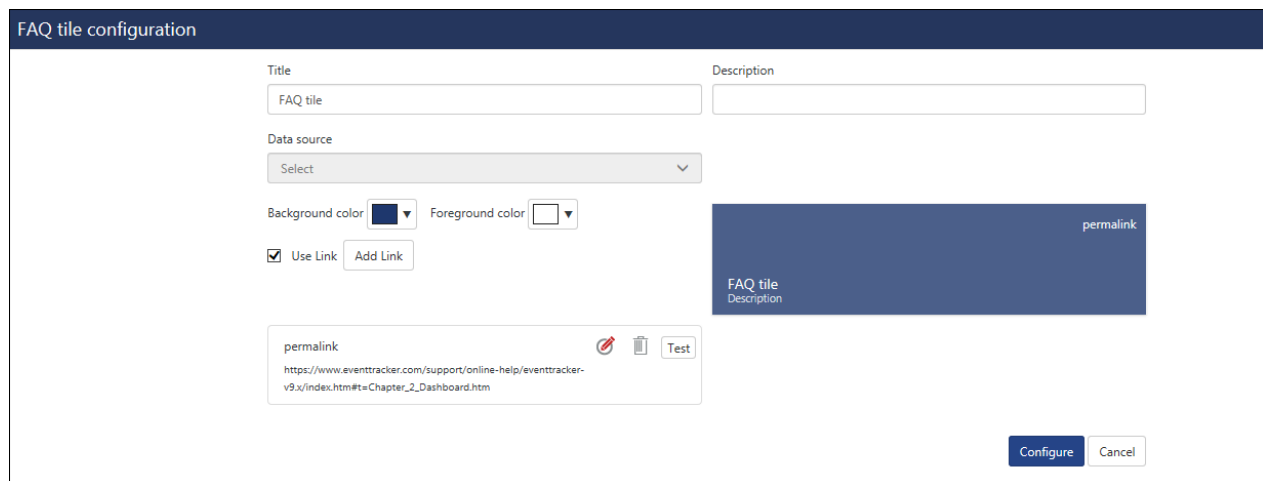 FAQ tile configuration
Title
Description
FAQ tile
Data source
Select
Background color
Foreground color
permalink
Use Link
Add Link
FAQ tile
Description
permalink
Test
https://www.eventtracker.com/support/online-help/eventtracker-
v9.x/index.htm#t=Chapter_2_Dashboard.htm
Configure
Cancel